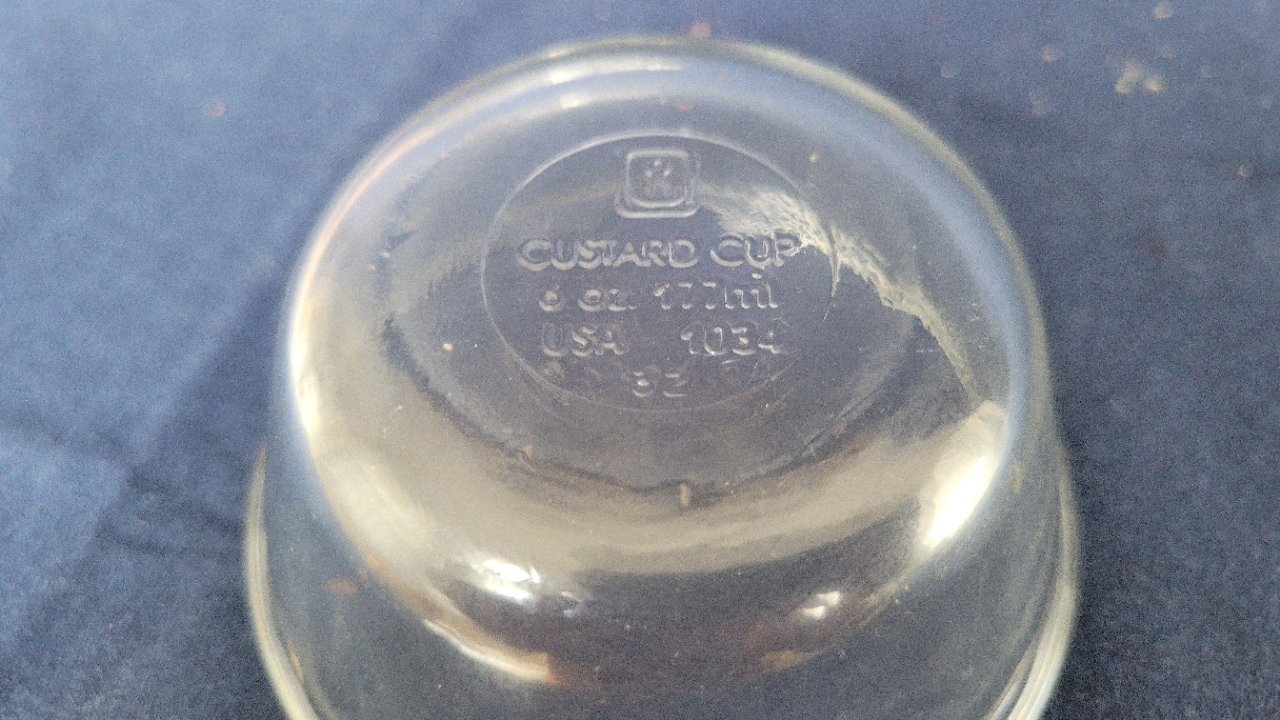 CUSTARD CUP
6 oz 177ml
USA 1034